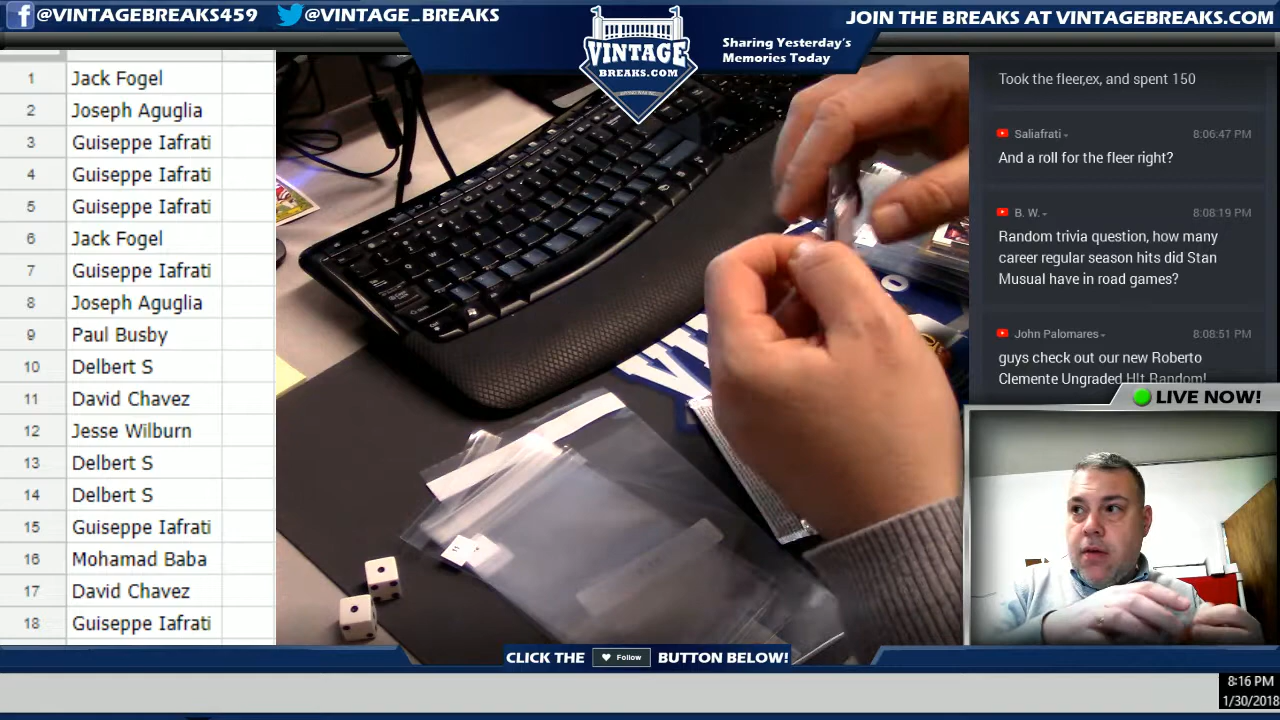 @VINTAGEBREAKS459 @VINTAGE_BREAKS
VINTAGE
BREAKS.COM
Sharing Yesterday's
Memories Today
JOIN THE BREAKS AT VINTAGEBREAKS.COM
1 Jack Fogel
2 Joseph Aguglia
3 Guiseppe Iafrati
4 Guiseppe Iafrati
5 Guiseppe Iafrati
6 Jack Fogel
7 Guiseppe Iafrati
8 Joseph Aguglia
9 Paul Busby
10 Delbert S
11 David Chavez
12 Jesse Wilburn
13 Delbert S
14 Delbert S
15 Guiseppe Iafrati
16 Mohamad Baba
17 David Chavez
18 Guiseppe Iafrati
Took the fleer,ex, and spent 150
Saliafrati 8:06:47 PM
And a roll for the fleer right?
B. W. 8:08:19 PM
Random trivia question, how many
career regular season hits did Stan
Musual have in road games?
John Palomares 8:08:51 PM
guys check out our new Roberto
Clemente Ungraded HIt Random!
LIVE NOW!
CLICK THE Follow BUTTON BELOW!
8:16 PM
1/30/2018